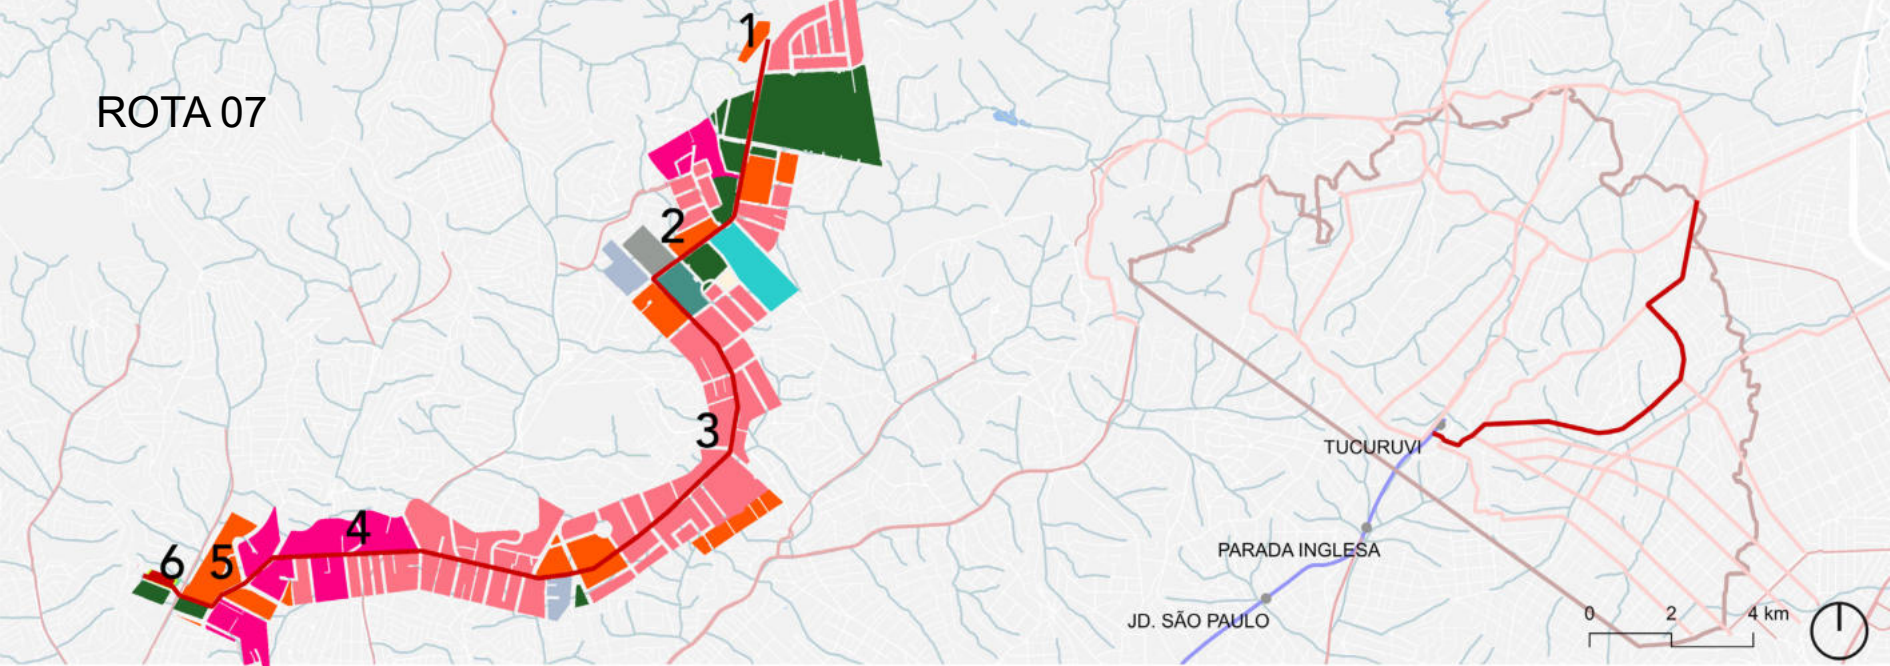 ROTA 07
1
2
3
4
5
6
TUCURUVI
PARADA INGLESA
JD. SÃO PAULO
0 2 4 km